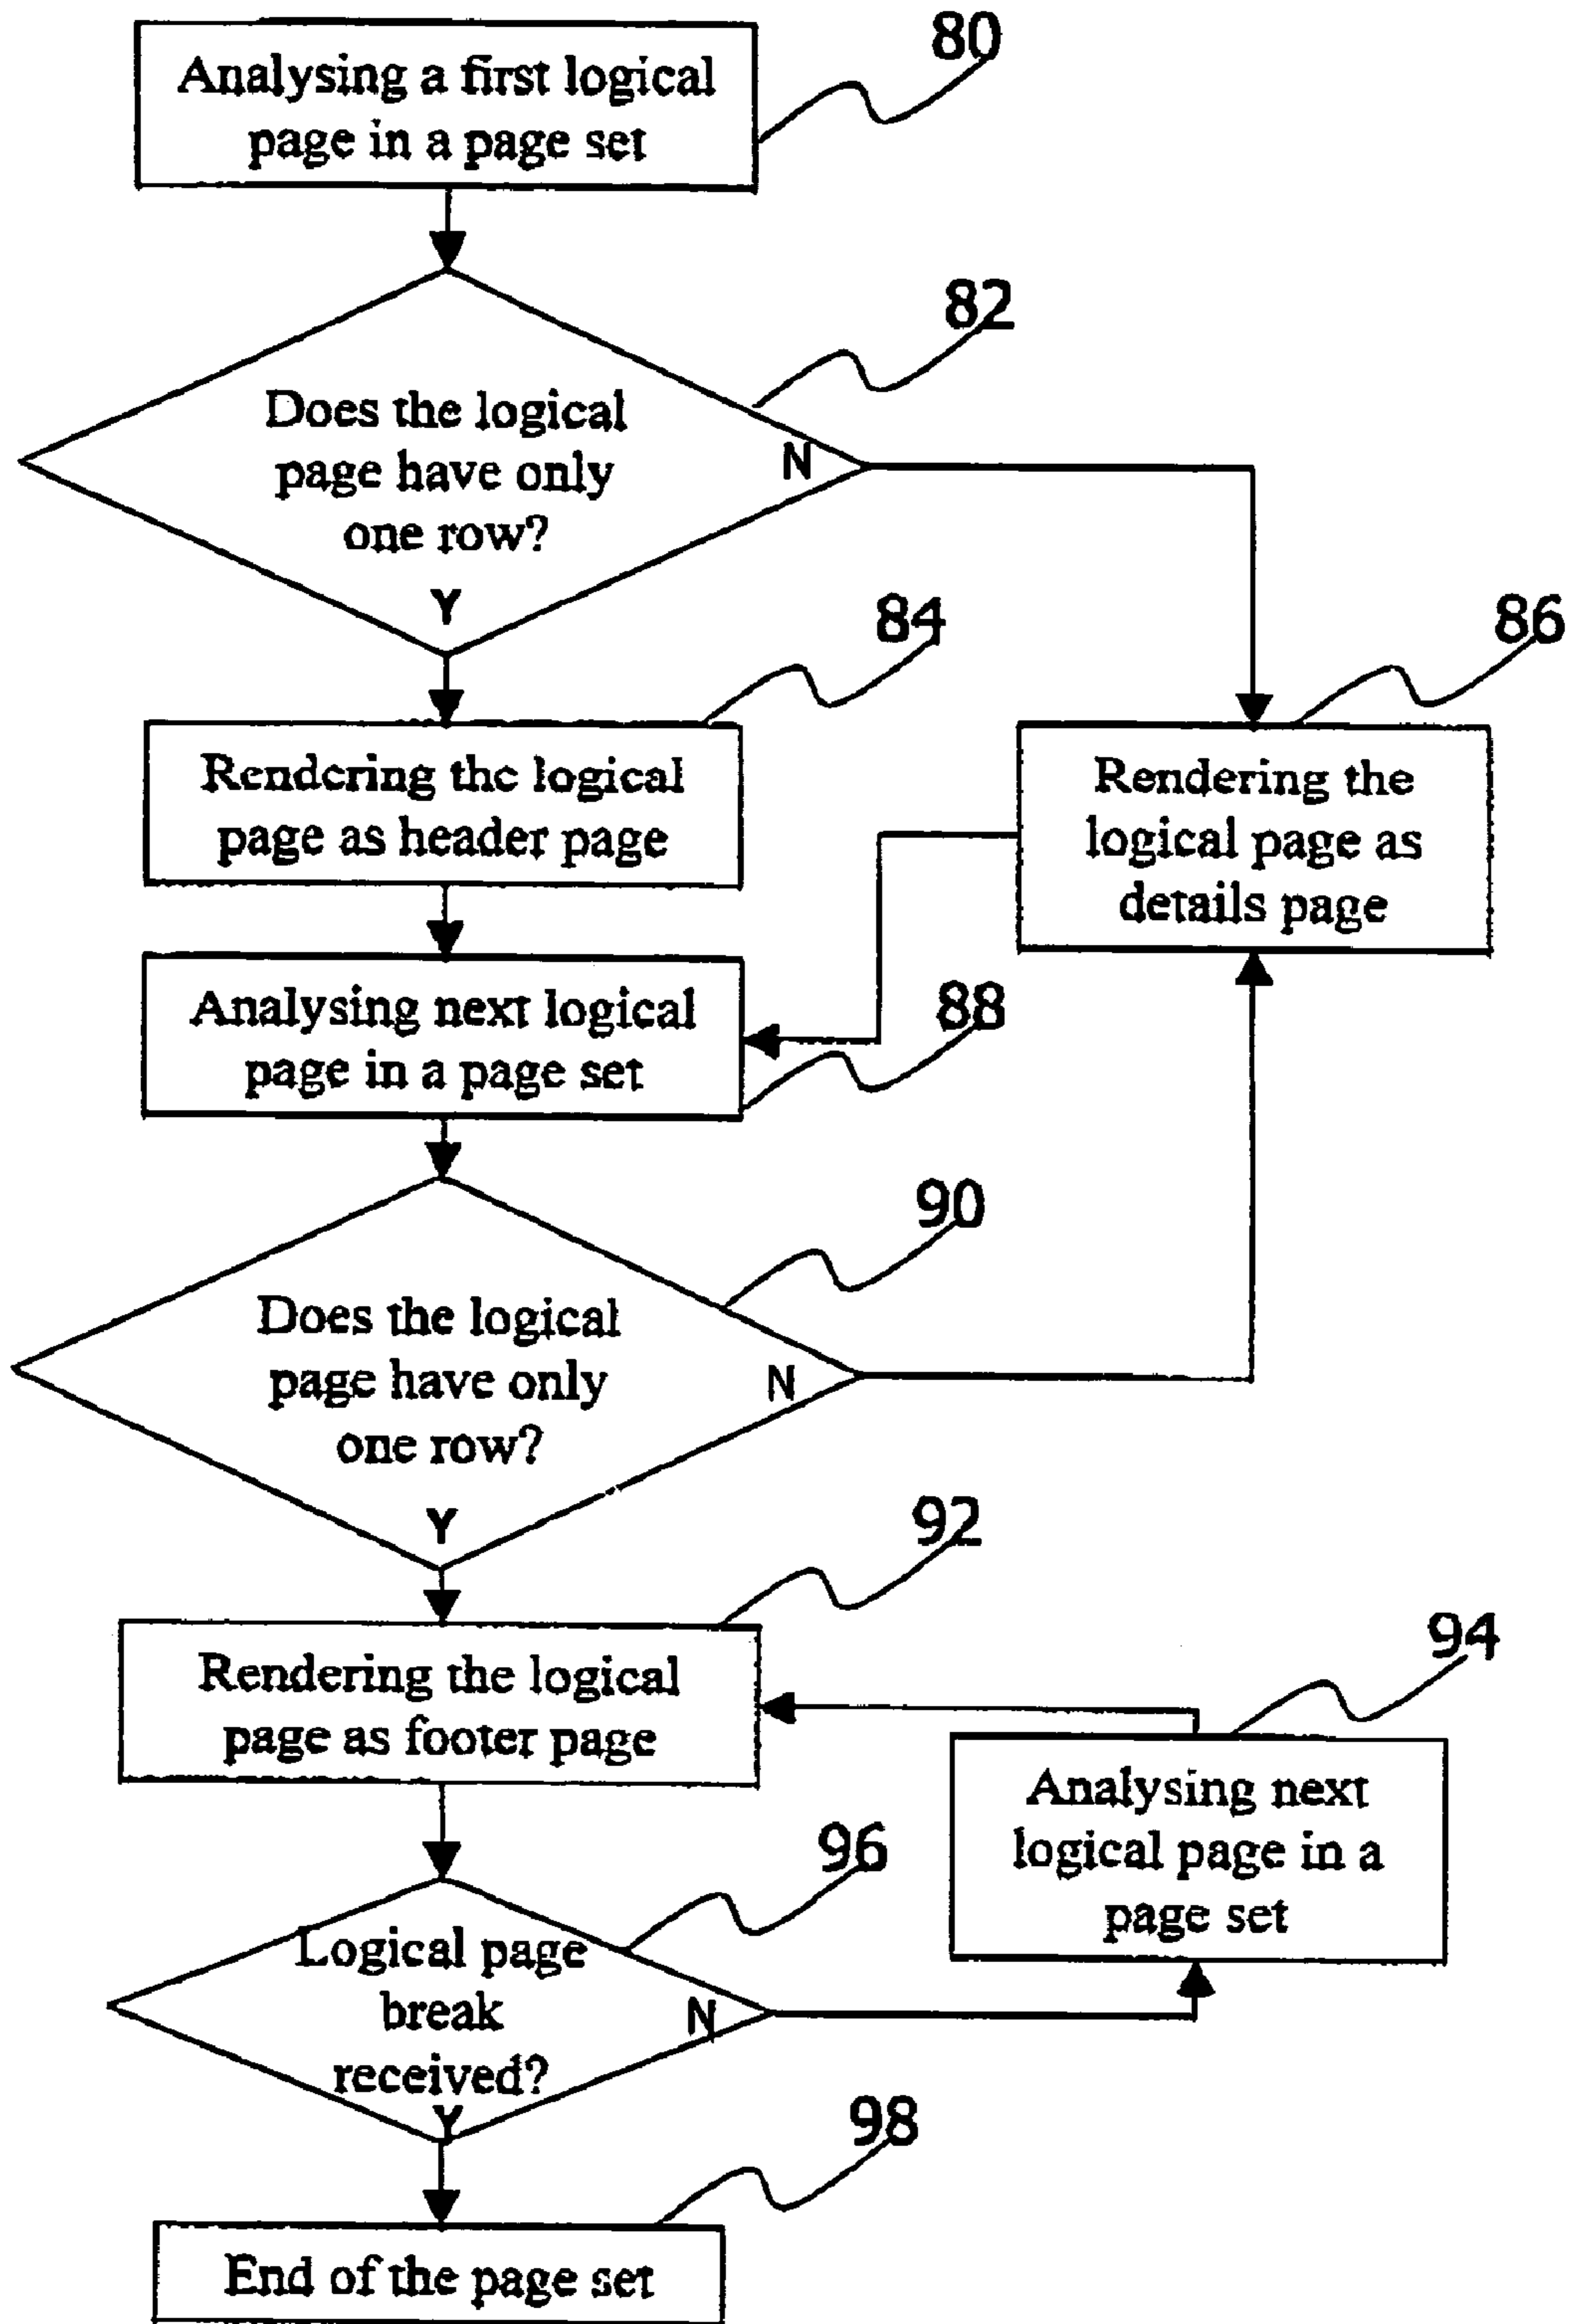 80
Analysing a first logical
page in a page set
82
Does the logical
page have only
one row?
N
Y
84
86
Rendering the logical
page as header page
Rendering the
logical page as
details page
88
Analysing next logical
page in a page set
90
Does the logical
page have only
one row?
N
Y
92
94
Rendering the logical
page as footer page
Analysing next
logical page in a
page set
96
Logical page
break
received?
N
Y
98
End of the page set